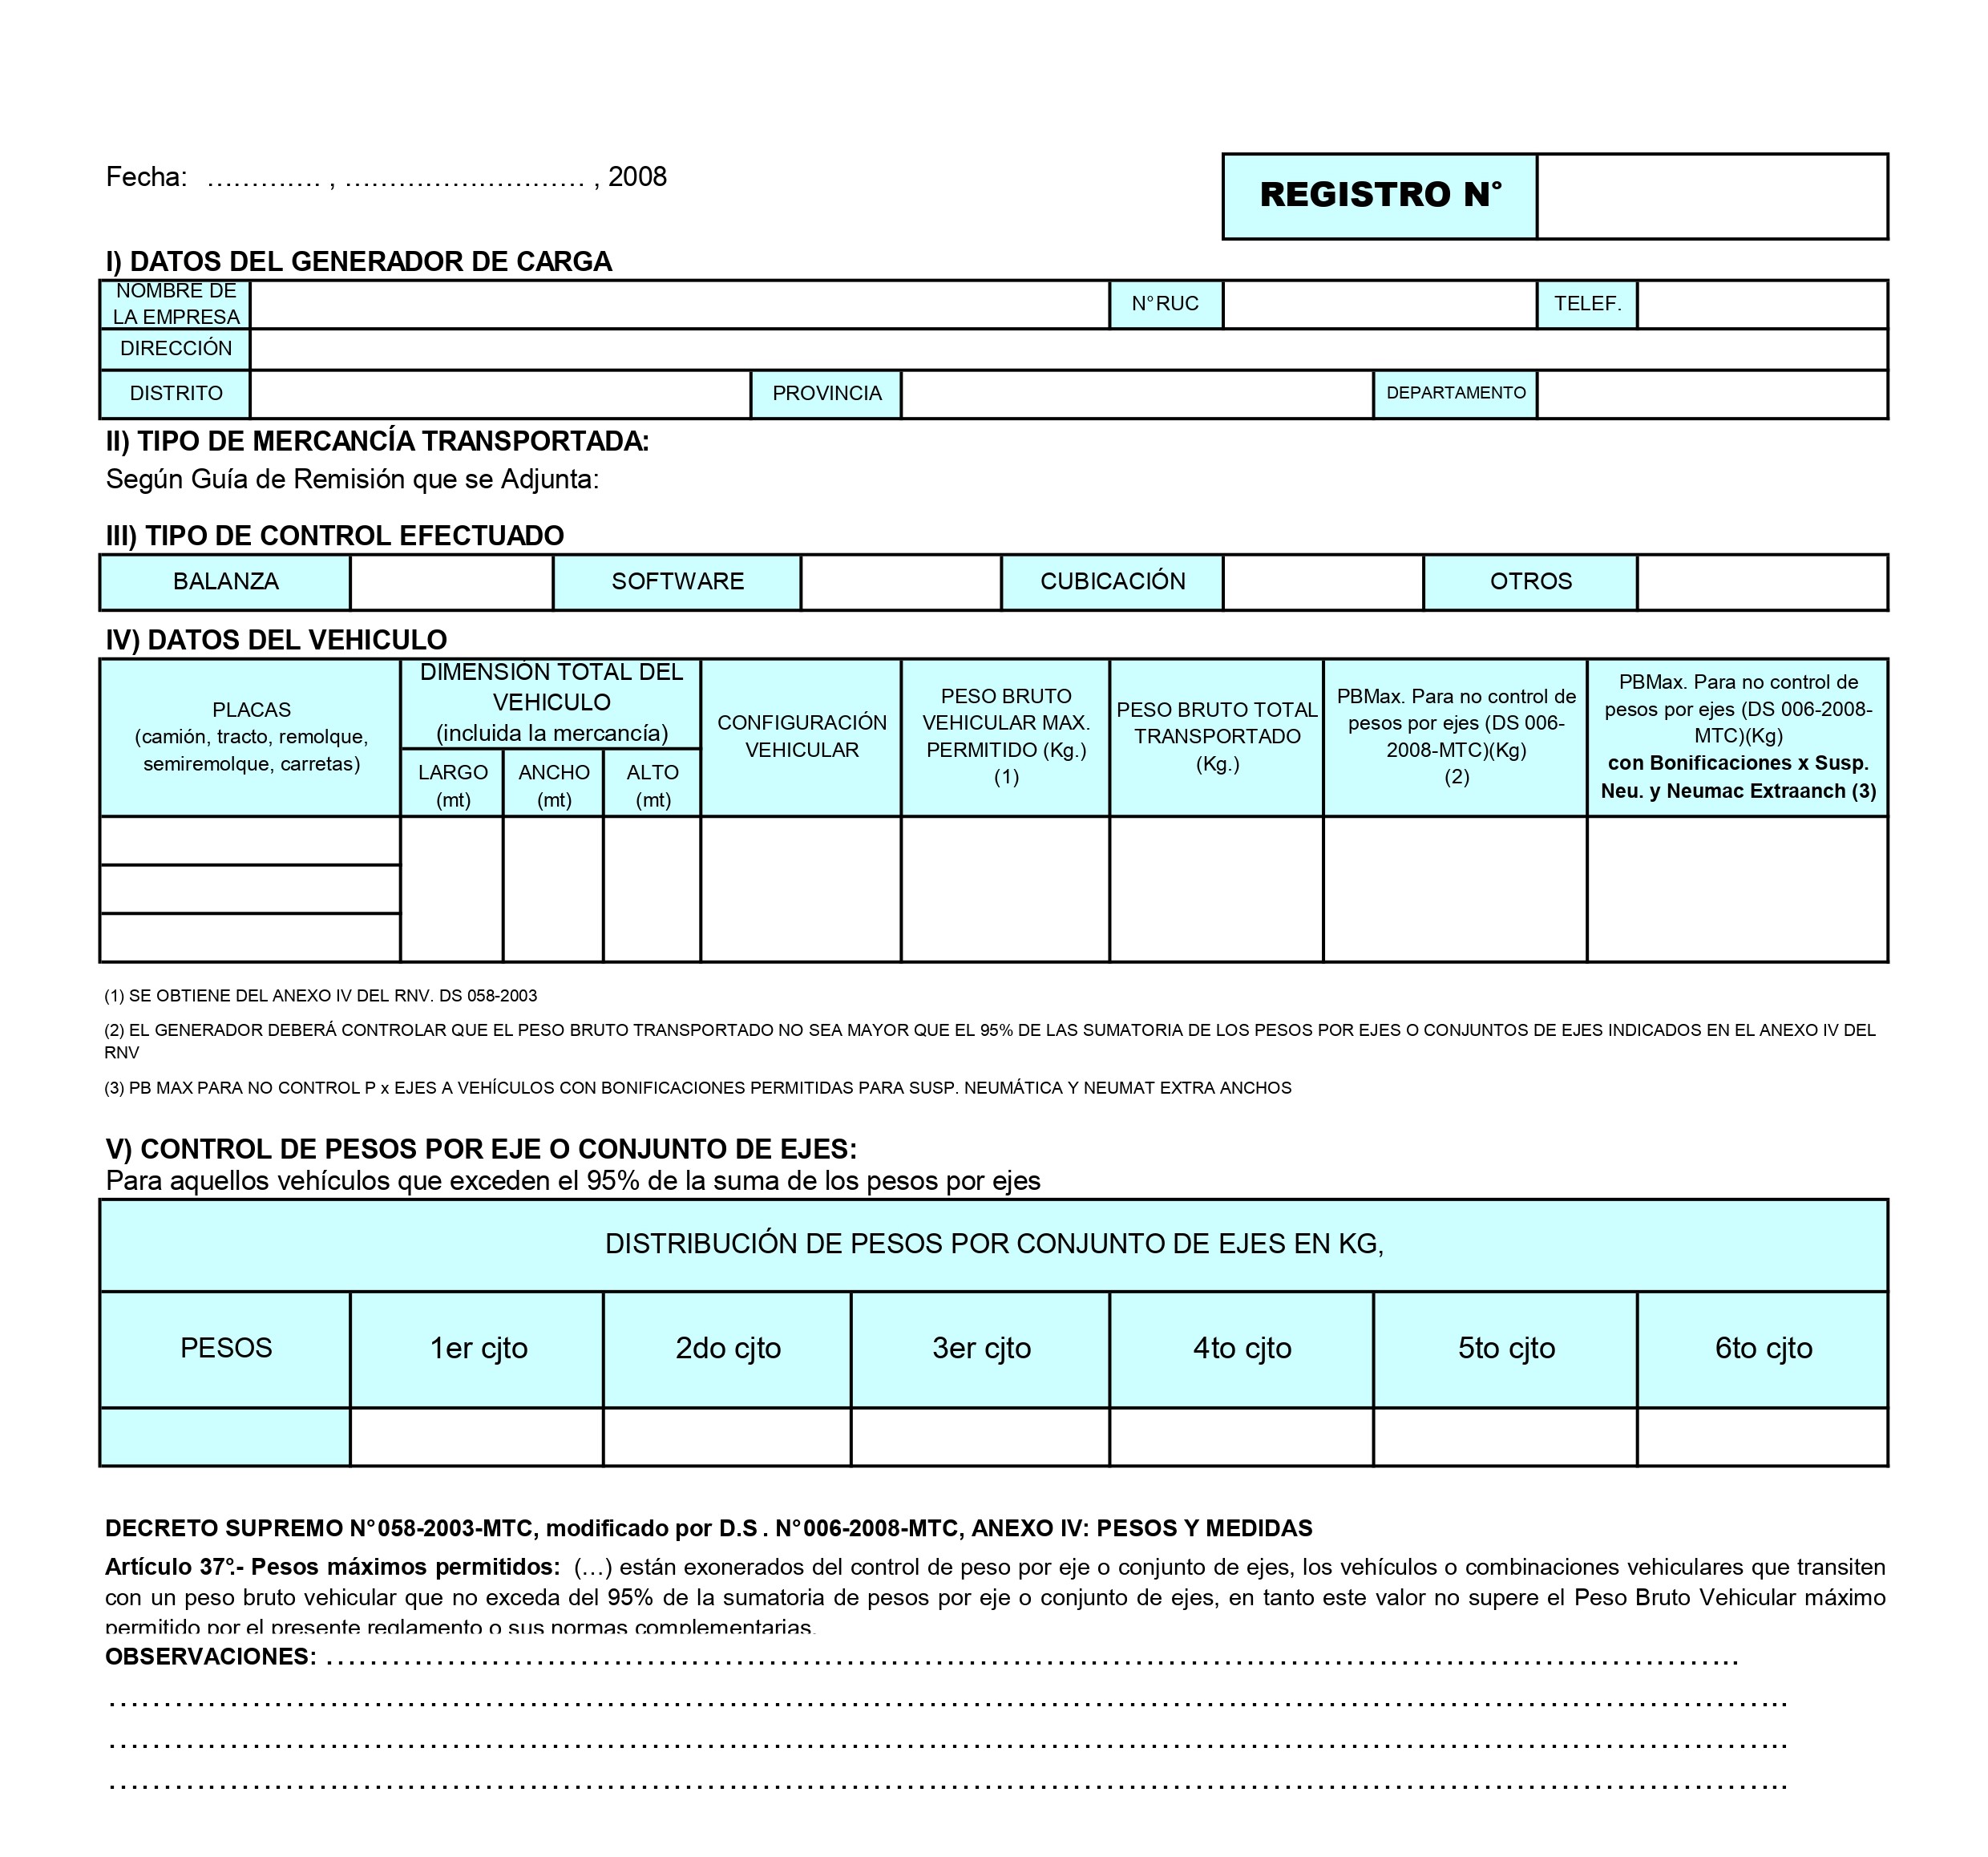 Fecha: …………. , ……………………… , 2008
REGISTRO N°
I) DATOS DEL GENERADOR DE CARGA
NOMBRE DE
LA EMPRESA
N° RUC
TELEF.
DIRECCIÓN
DISTRITO
PROVINCIA
DEPARTAMENTO
II) TIPO DE MERCANCÍA TRANSPORTADA:
Según Guía de Remisión que se Adjunta:
III) TIPO DE CONTROL EFECTUADO
BALANZA
SOFTWARE
CUBICACIÓN
OTROS
IV) DATOS DEL VEHICULO
PLACAS
(camión, tracto, remolque,
semiremolque, carretas)
DIMENSIÓN TOTAL DEL
VEHICULO
(incluida la mercancía)
LARGO
(mt)
ANCHO
(mt)
ALTO
(mt)
CONFIGURACIÓN
VEHICULAR
PESO BRUTO
VEHICULAR MAX.
PERMITIDO (Kg.)
(1)
PESO BRUTO TOTAL
TRANSPORTADO
(Kg.)
PBMax. Para no control de
pesos por ejes (DS 006-
2008-MTC)(Kg)
(2)
PBMax. Para no control de
pesos por ejes (DS 006-2008-
MTC)(Kg)
con Bonificaciones x Susp.
Neu. y Neumac Extraanch (3)
(1) SE OBTIENE DEL ANEXO IV DEL RNV. DS 058-2003
(2) EL GENERADOR DEBERÁ CONTROLAR QUE EL PESO BRUTO TRANSPORTADO NO SEA MAYOR QUE EL 95% DE LAS SUMATORIA DE LOS PESOS POR EJES O CONJUNTOS DE EJES INDICADOS EN EL ANEXO IV DEL
RNV
(3) PB MAX PARA NO CONTROL P x EJES A VEHÍCULOS CON BONIFICACIONES PERMITIDAS PARA SUSP. NEUMÁTICA Y NEUMAT EXTRA ANCHOS
V) CONTROL DE PESOS POR EJE O CONJUNTO DE EJES:
Para aquellos vehículos que exceden el 95% de la suma de los pesos por ejes
DISTRIBUCIÓN DE PESOS POR CONJUNTO DE EJES EN KG,
PESOS
1er cjto
2do cjto
3er cjto
4to cjto
5to cjto
6to cjto
DECRETO SUPREMO N° 058-2003-MTC, modificado por D.S . N° 006-2008-MTC, ANEXO IV: PESOS Y MEDIDAS
Artículo 37°.- Pesos máximos permitidos: (…) están exonerados del control de peso por eje o conjunto de ejes, los vehículos o combinaciones vehiculares que transiten
con un peso bruto vehicular que no exceda del 95% de la sumatoria de pesos por eje o conjunto de ejes, en tanto este valor no supere el Peso Bruto Vehicular máximo
permitido por el presente reglamento o sus normas complementarias.
OBSERVACIONES: ………………………………………………………………………………………………………………..
…………………………………………………………………………………………………………………………………..
…………………………………………………………………………………………………………………………………..
…………………………………………………………………………………………………………………………………..